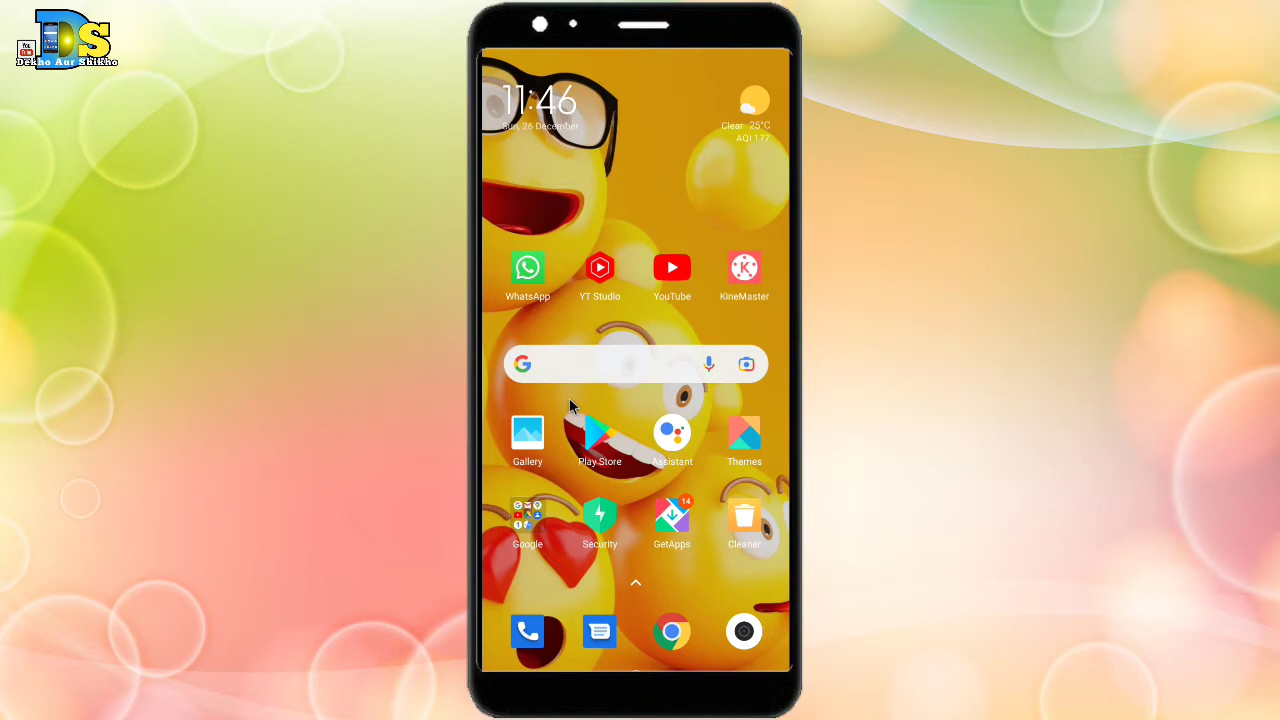 DS
You
Dekho Aur Shikho
11:46
Sun, 26 December
Clear 25°C
AQI 177
WhatsApp
YT Studio
YouTube
KineMaster
Gallery
Play Store
Assistant
Themes
14
Google
Security
GetApps
Cleaner